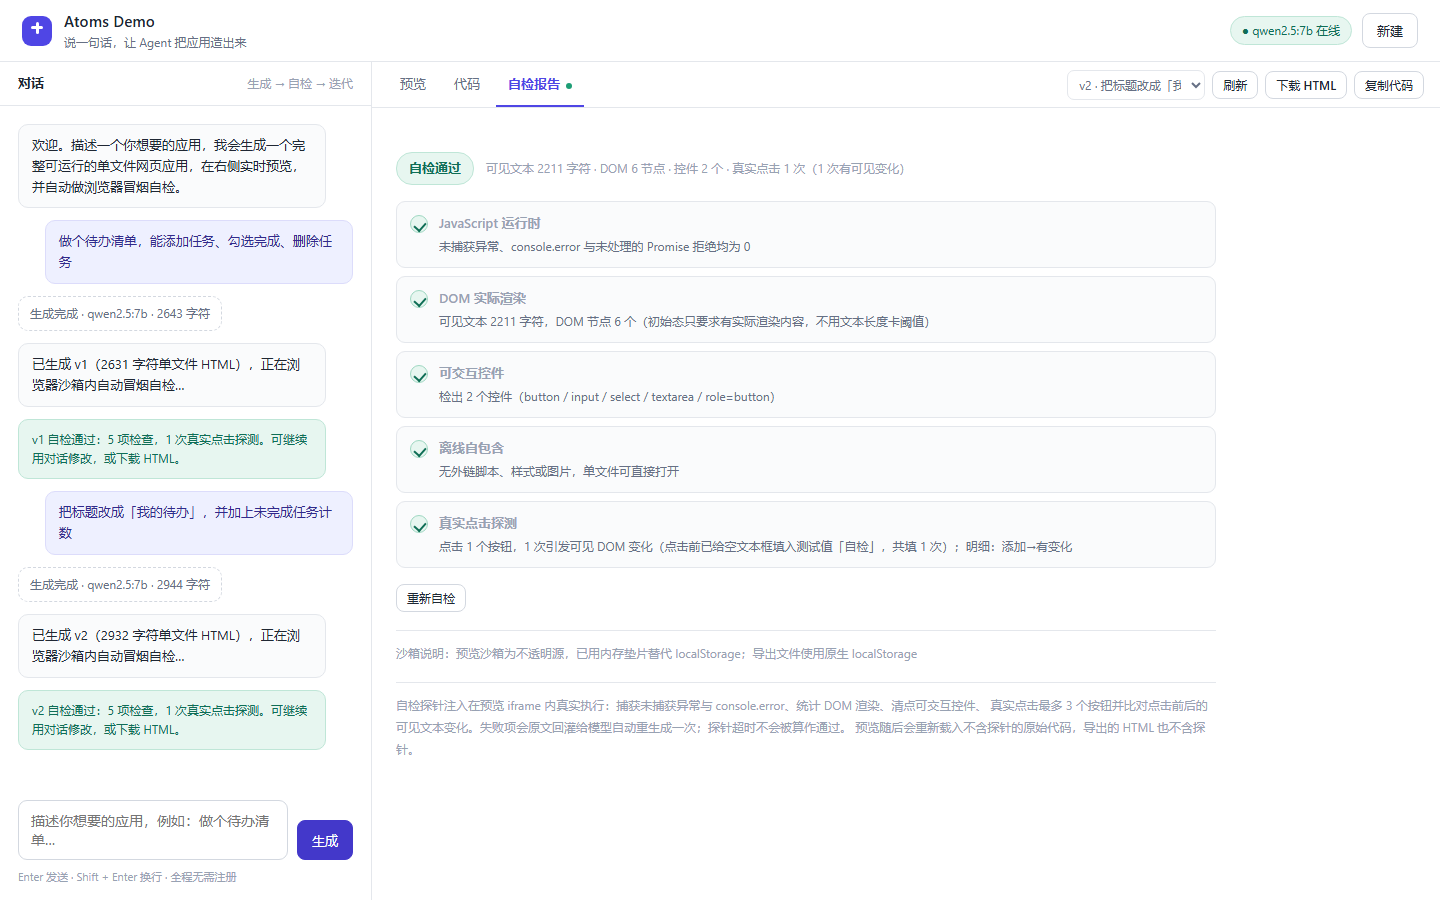 Atoms Demo
说一句话，让 Agent 把应用造出来
qwen2.5:7b 在线
新建
对话
生成 → 自检 → 迭代
预览
代码
自检报告
v2 · 把标题改成「我
刷新
下载 HTML
复制代码
欢迎。描述一个你想要的应用，我会生成一个完
整可运行的单文件网页应用，在右侧实时预览，
并自动做浏览器冒烟自检。
做个待办清单，能添加任务、勾选完成、删除任
务
生成完成 · qwen2.5:7b · 2643 字符
已生成 v1（2631 字符单文件 HTML），正在浏
览器沙箱内自动冒烟自检...
v1 自检通过：5 项检查，1 次真实点击探测。可继续
用对话修改，或下载 HTML。
把标题改成「我的待办」，并加上未完成任务计
数
生成完成 · qwen2.5:7b · 2944 字符
已生成 v2（2932 字符单文件 HTML），正在浏
览器沙箱内自动冒烟自检...
v2 自检通过：5 项检查，1 次真实点击探测。可继续
用对话修改，或下载 HTML。
描述你想要的应用，例如：做个待办清
单...
生成
Enter 发送 · Shift + Enter 换行 · 全程无需注册
自检通过
可见文本 2211 字符 · DOM 6 节点 · 控件 2 个 · 真实点击 1 次（1 次有可见变化）
JavaScript 运行时
未捕获异常、console.error 与未处理的 Promise 拒绝均为 0
DOM 实际渲染
可见文本 2211 字符，DOM 节点 6 个（初始态只要求有实际渲染内容，不用文本长度卡阈值）
可交互控件
检出 2 个控件（button / input / select / textarea / role=button）
离线自包含
无外链脚本、样式或图片，单文件可直接打开
真实点击探测
点击 1 个按钮，1 次引发可见 DOM 变化（点击前已给空文本框填入测试值「自检」，共填 1 次）；明细：添加→有变化
重新自检
沙箱说明：预览沙箱为不透明源，已用内存垫片替代 localStorage；导出文件使用原生 localStorage
自检探针注入在预览 iframe 内真实执行：捕获未捕获异常与 console.error、统计 DOM 渲染、清点可交互控件、 真实点击最多 3 个按钮并比对点击前后的
可见文本变化。失败项会原文回灌给模型自动重生成一次；探针超时不会被算作通过。 预览随后会重新载入不含探针的原始代码，导出的 HTML 也不含探
针。